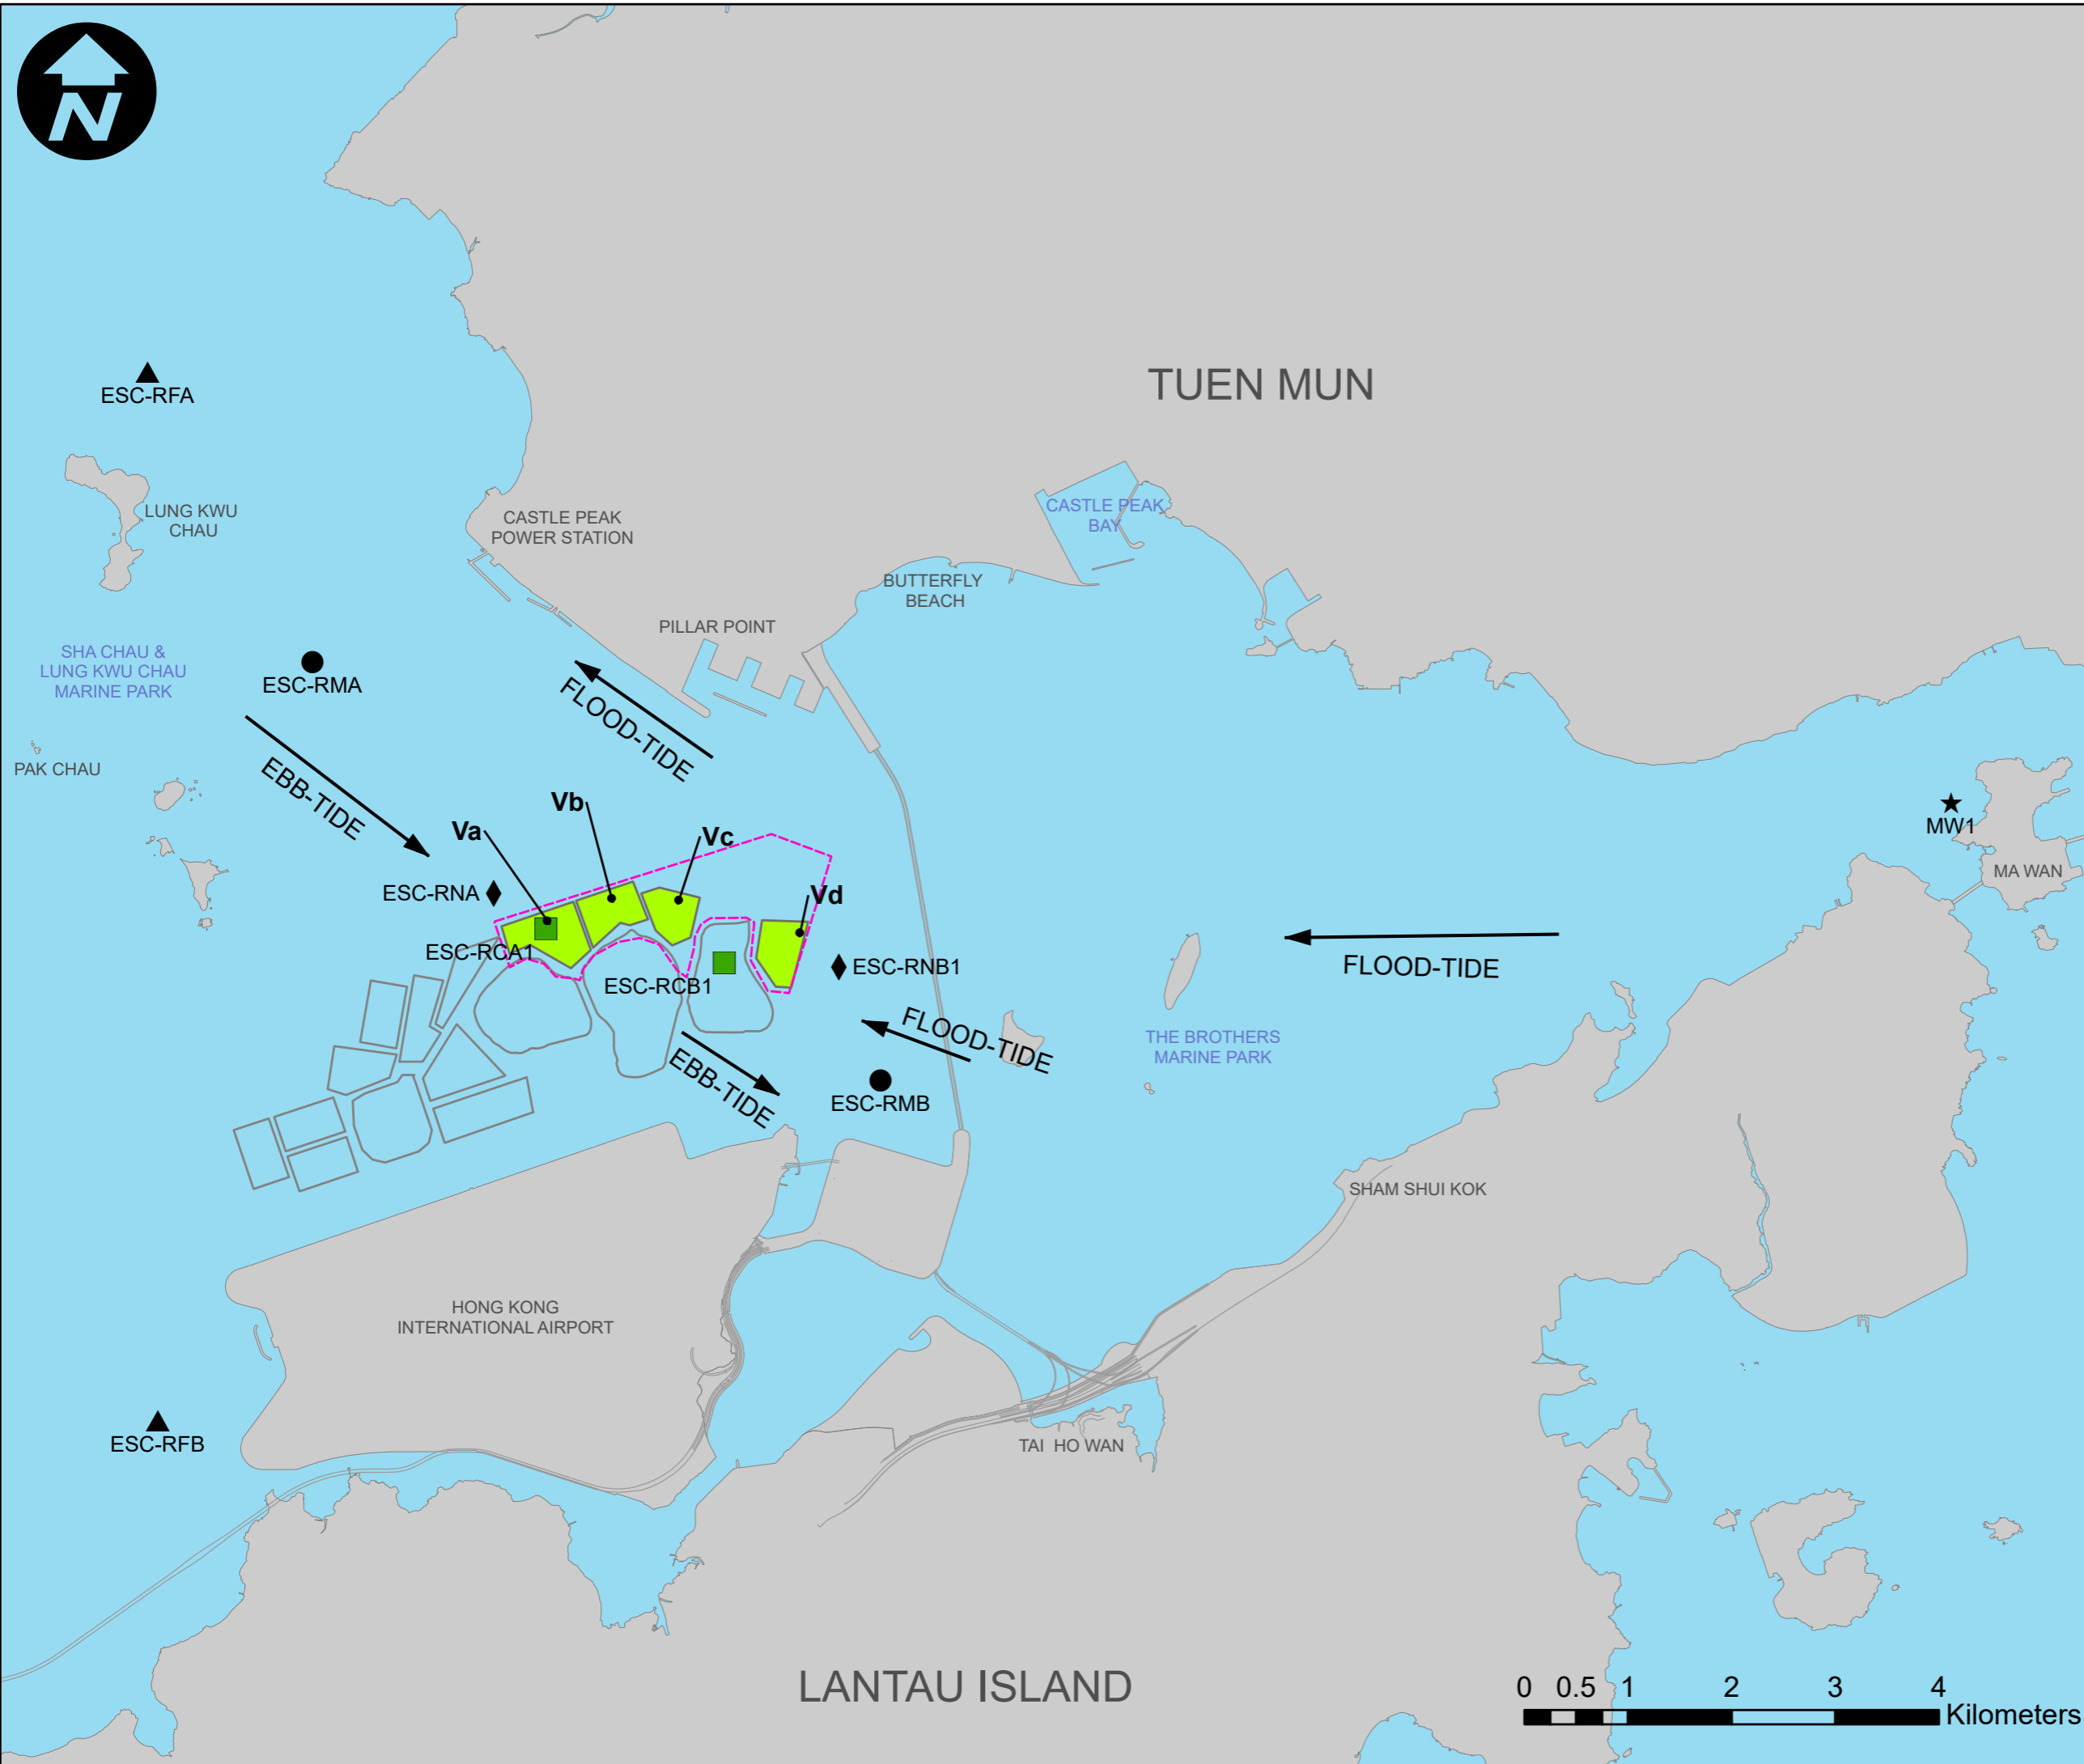 N
TUEN MUN
ESC-RFA
LUNG KWU
CHAU
CASTLE PEAK
POWER STATION
CASTLE PEAK
BAY
BUTTERFLY
BEACH
PILLAR POINT
SHA CHAU &
LUNG KWU CHAU
MARINE PARK
ESC-RMA
FLOOD-TIDE
PAK CHAU
EBB-TIDE
Vb
Va
Vc
MW1
MA WAN
ESC-RNA
Vd
ESC-RCA1
ESC-RCB1
ESC-RNB1
FLOOD-TIDE
FLOOD-TIDE
THE BROTHERS
MARINE PARK
EBB-TIDE
ESC-RMB
SHAM SHUI KOK
HONG KONG
INTERNATIONAL AIRPORT
ESC-RFB
TAI HO WAN
LANTAU ISLAND
0 0.5 1 2 3 4
Kilometers